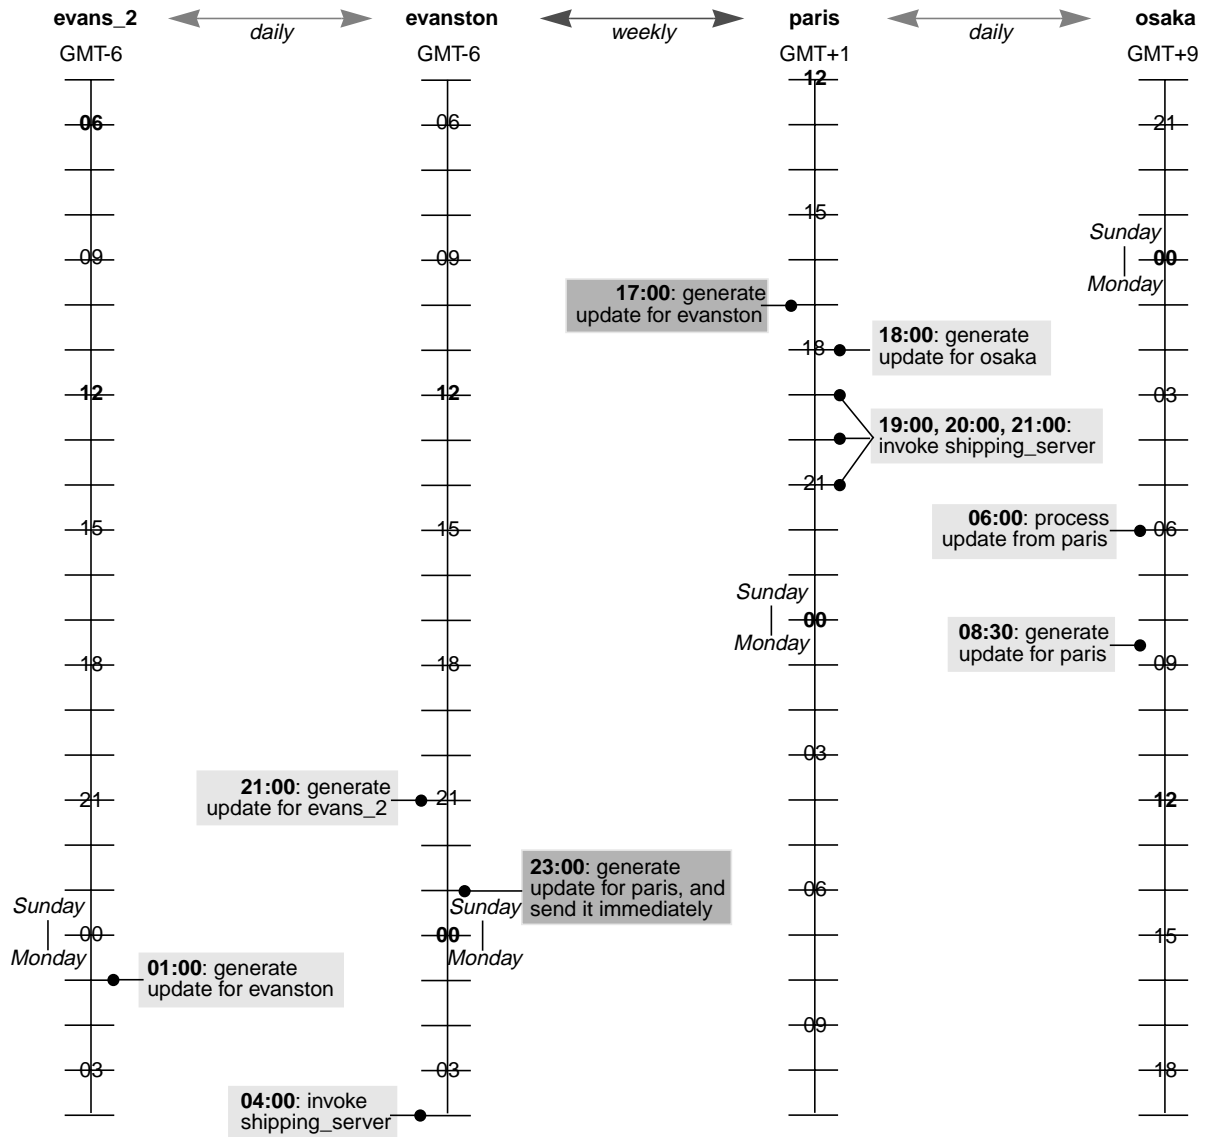 evans_2 daily evanston weekly paris daily osaka
GMT-6 GMT-6 GMT+1 GMT+9
12
06 06 21
15
Sunday
09 09 00
Monday
17:00: generate
update for evanston
18:00: generate
18
update for osaka
12 12 03
19:00, 20:00, 21:00:
invoke shipping_server
21
15 15 06:00: process 06
update from paris
Sunday
00
Monday
08:30: generate
update for paris
18 18 09
03
21:00: generate
21 update for evans_2 21 12
23:00: generate
update for paris, and
send it immediately
06
Sunday Sunday
00 00 15
Monday Monday
01:00: generate
update for evanston
09
03 03 18
04:00: invoke
shipping_server